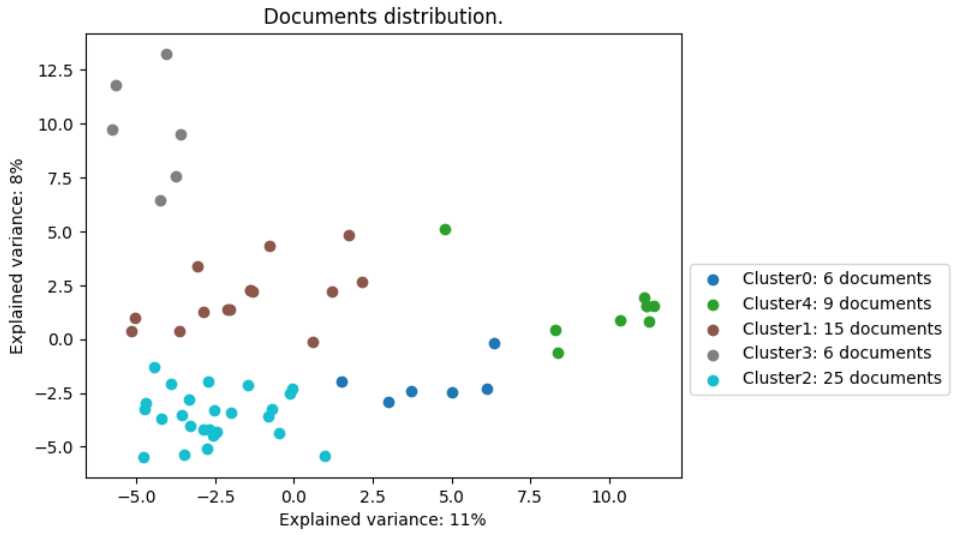 Documents distribution.
12.5
10.0
7.5
5.0
2.5
0.0
−2.5
−5.0
Explained variance: 8%
−5.0 −2.5 0.0 2.5 5.0 7.5 10.0
Explained variance: 11%
Cluster0: 6 documents
Cluster4: 9 documents
Cluster1: 15 documents
Cluster3: 6 documents
Cluster2: 25 documents